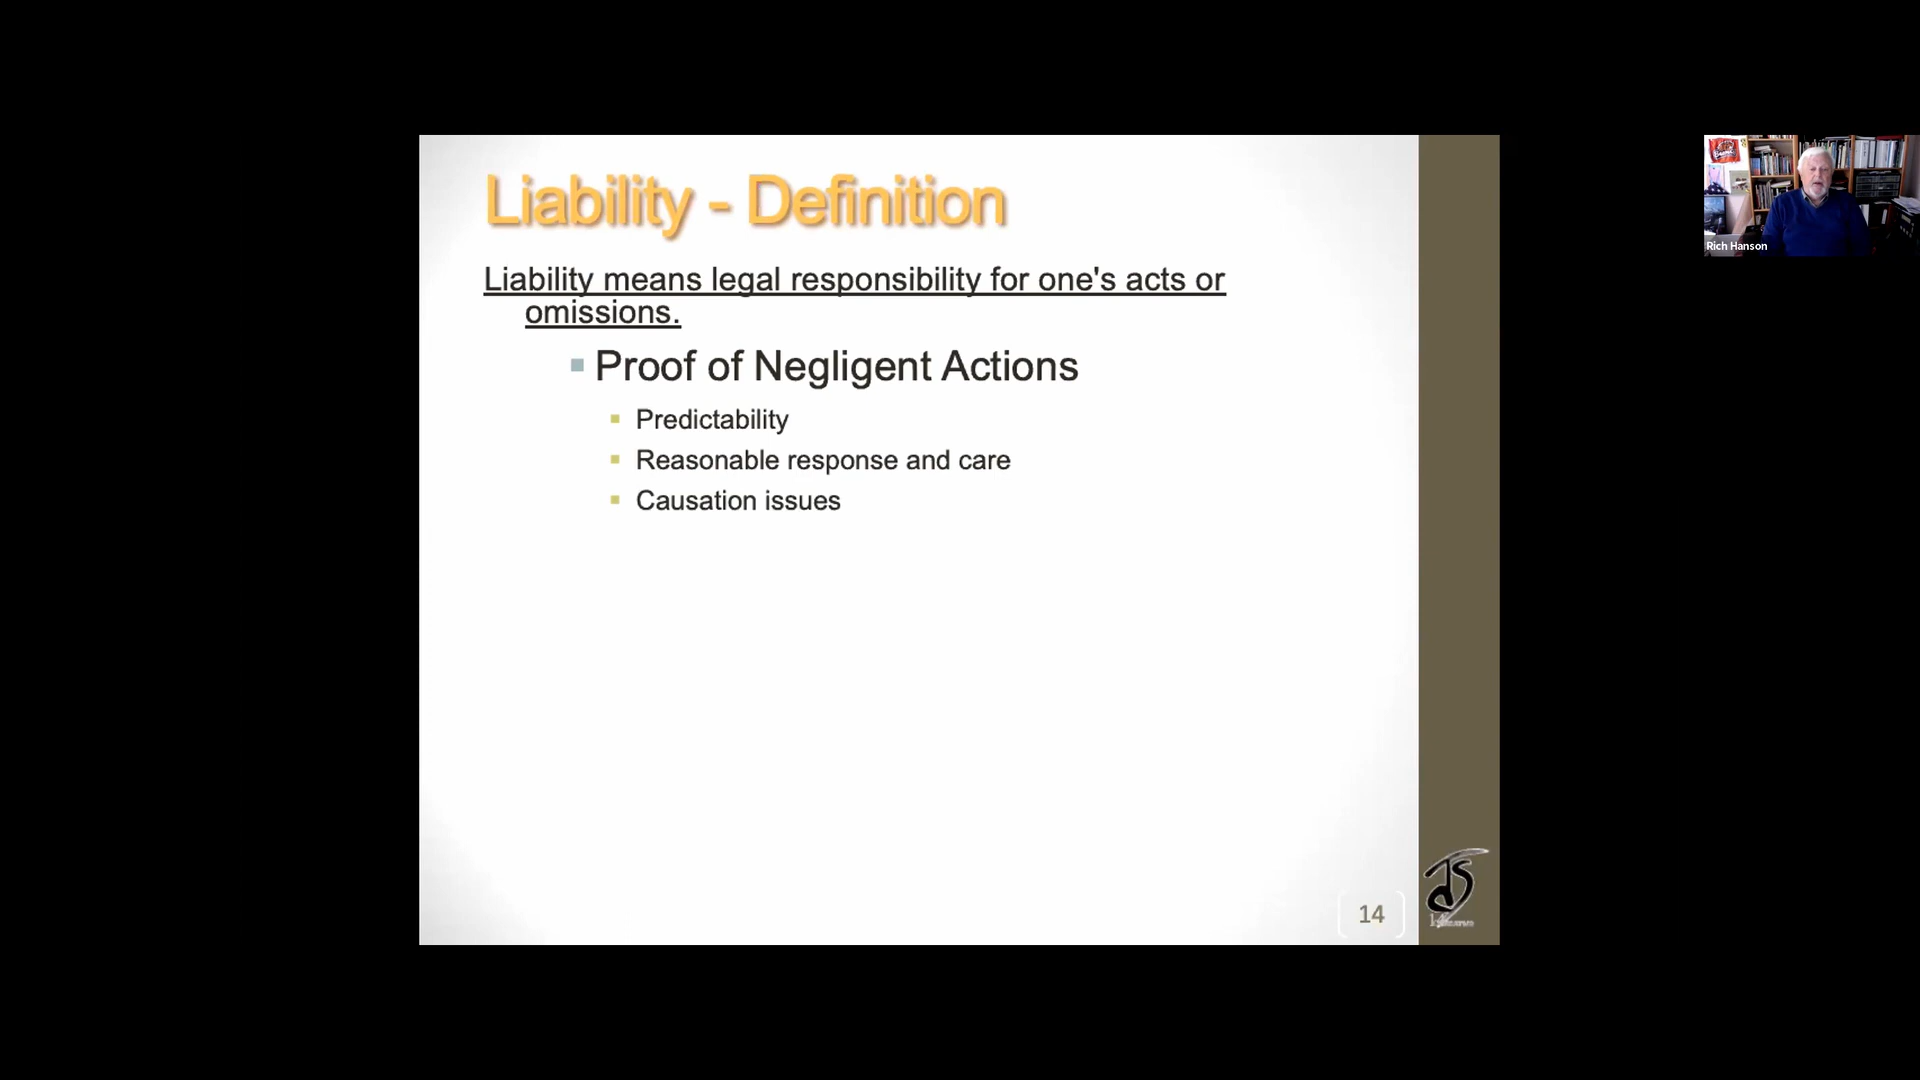 Liability - Definition
Liability means legal responsibility for one's acts or
omissions.
Proof of Negligent Actions
Predictability
Reasonable response and care
Causation issues
14
Rich Hanson